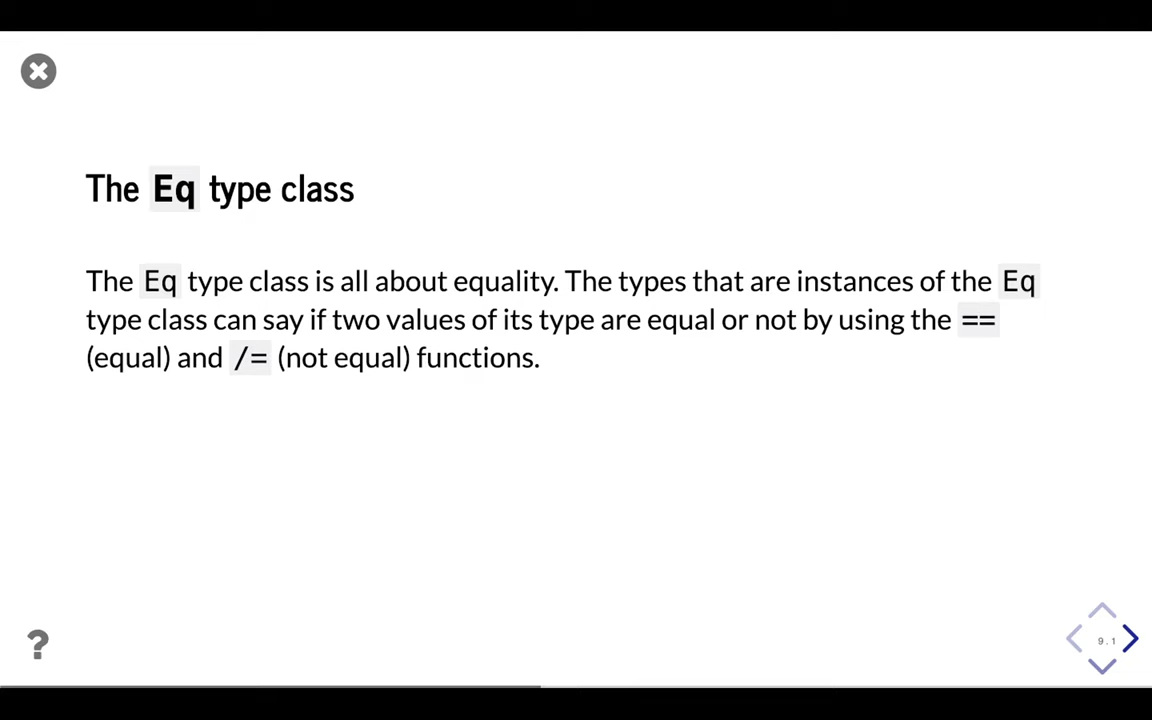 The Eq type class
The Eq type class is all about equality. The types that are instances of the Eq
type class can say if two values of its type are equal or not by using the ==
(equal) and /= (not equal) functions.
?
9.1